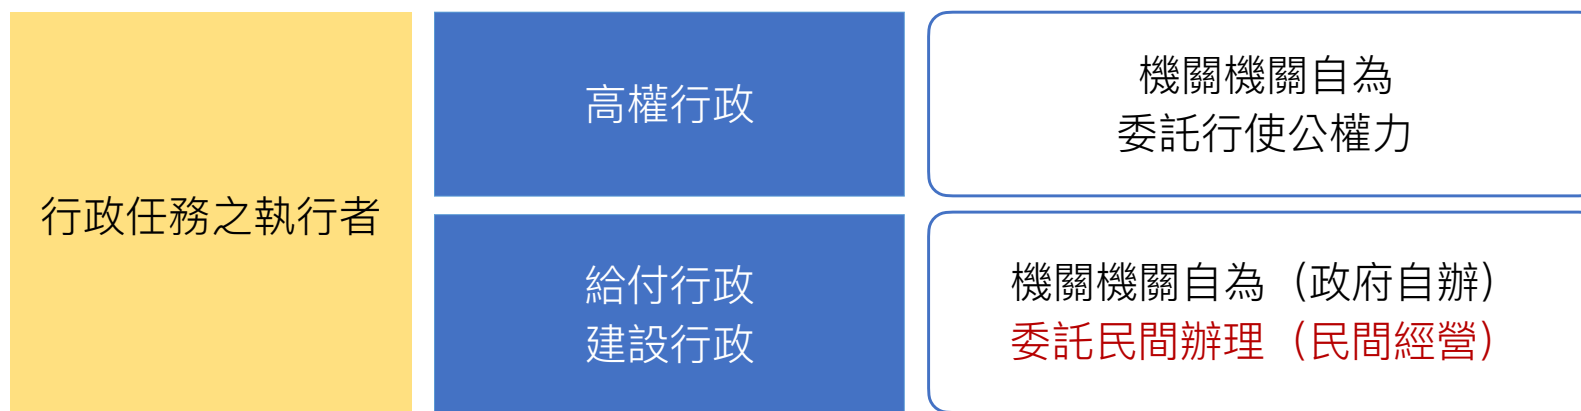 行政任務之執行者
高權行政
機關機關自為
委託行使公權力
給付行政
建設行政
機關機關自為（政府自辦）
委託民間辦理（民間經營）